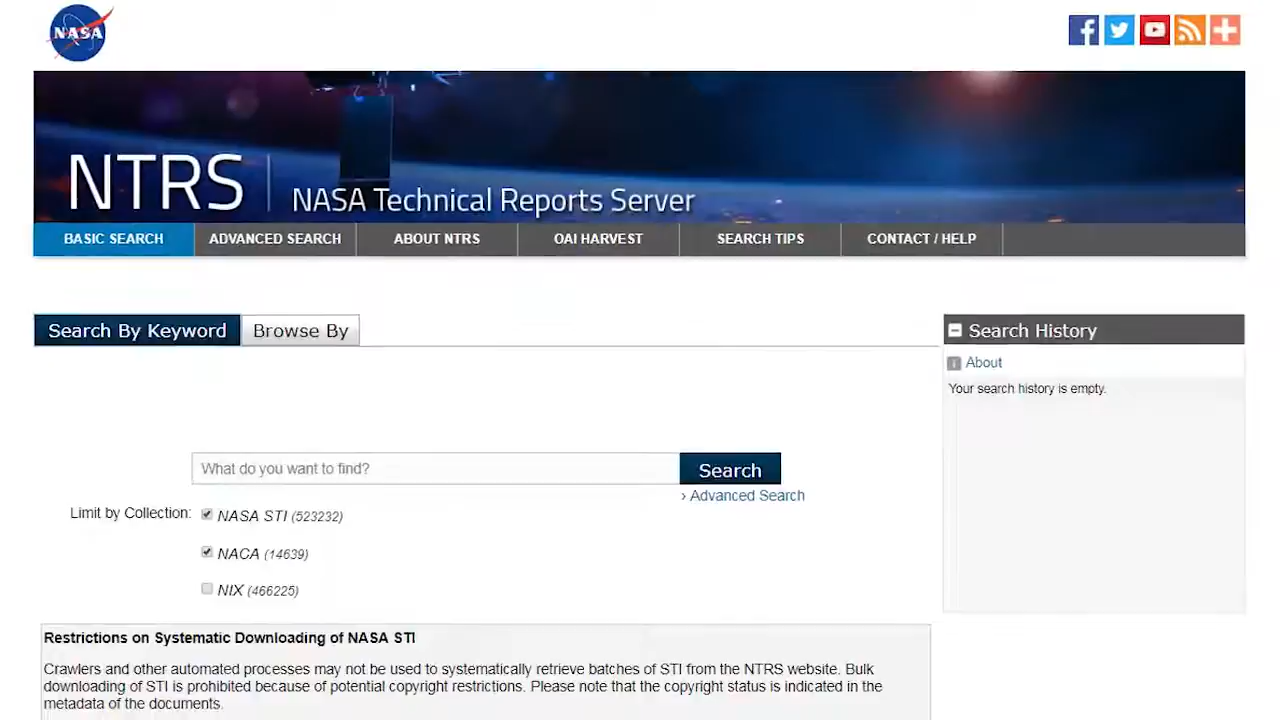 NASA
NTRS | NASA Technical Reports Server
BASIC SEARCH ADVANCED SEARCH ABOUT NTRS OAI HARVEST SEARCH TIPS CONTACT / HELP
Search By Keyword Browse By
Search History
About
Your search history is empty.
What do you want to find? Search
› Advanced Search
Limit by Collection: NASA STI (523232)
NACA (14639)
NIX (466225)
Restrictions on Systematic Downloading of NASA STI
Crawlers and other automated processes may not be used to systematically retrieve batches of STI from the NTRS website. Bulk
downloading of STI is prohibited because of potential copyright restrictions. Please note that the copyright status is indicated in the
metadata of the documents.